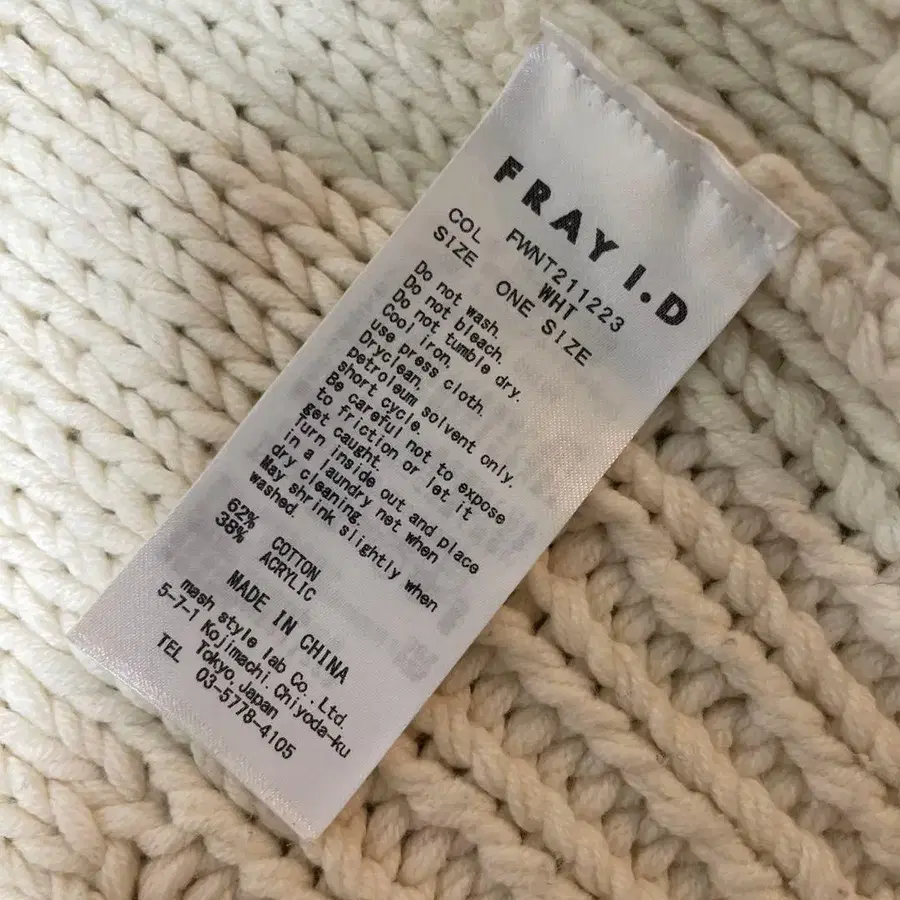 FRAY I.D
FWNT211223
COL WHT
SIZE ONE SIZE
Do not wash.
Do not bleach.
Do not tumble dry.
Cool iron,
use press cloth.
Dryclean,
petroleum solvent only.
short cycle.
Be careful not to expose
to friction or let it
get caught.
Turn inside out and place
in a laundry net when
dry cleaning.
May shrink slightly when
washed.
62% COTTON
38% ACRYLIC
MADE IN CHINA
mash style lab Co., Ltd.
5-7-1 Kojimachi, Chiyoda-ku
Tokyo, Japan
TEL 03-5778-4105